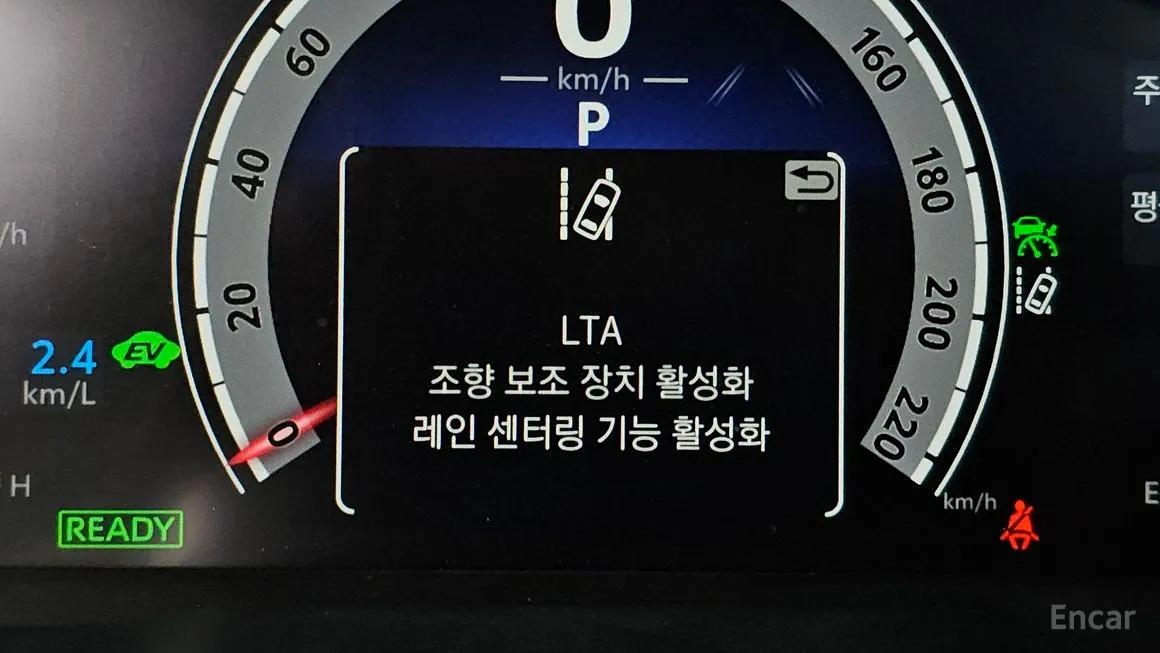 0
km/h
P
60
40
20
0
160
180
200
220
km/h
/h
2.4
km/L
EV
H
READY
LTA
조향 보조 장치 활성화
레인 센터링 기능 활성화
주
E
Encar